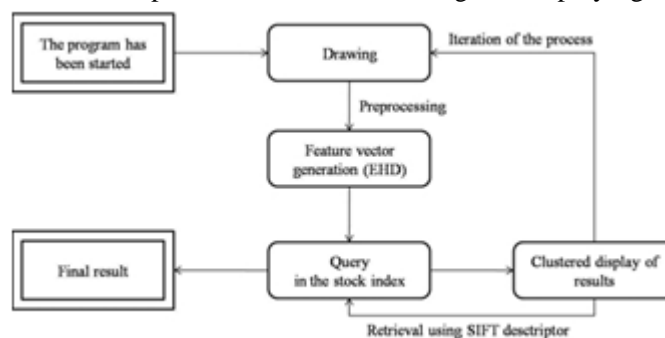 The program has
been started
Drawing
Iteration of the process
Preprocessing
Feature vector
generation (EHD)
Final result
Query
in the stock index
Clustered display of
results
Retrieval using SIFT desctriptor